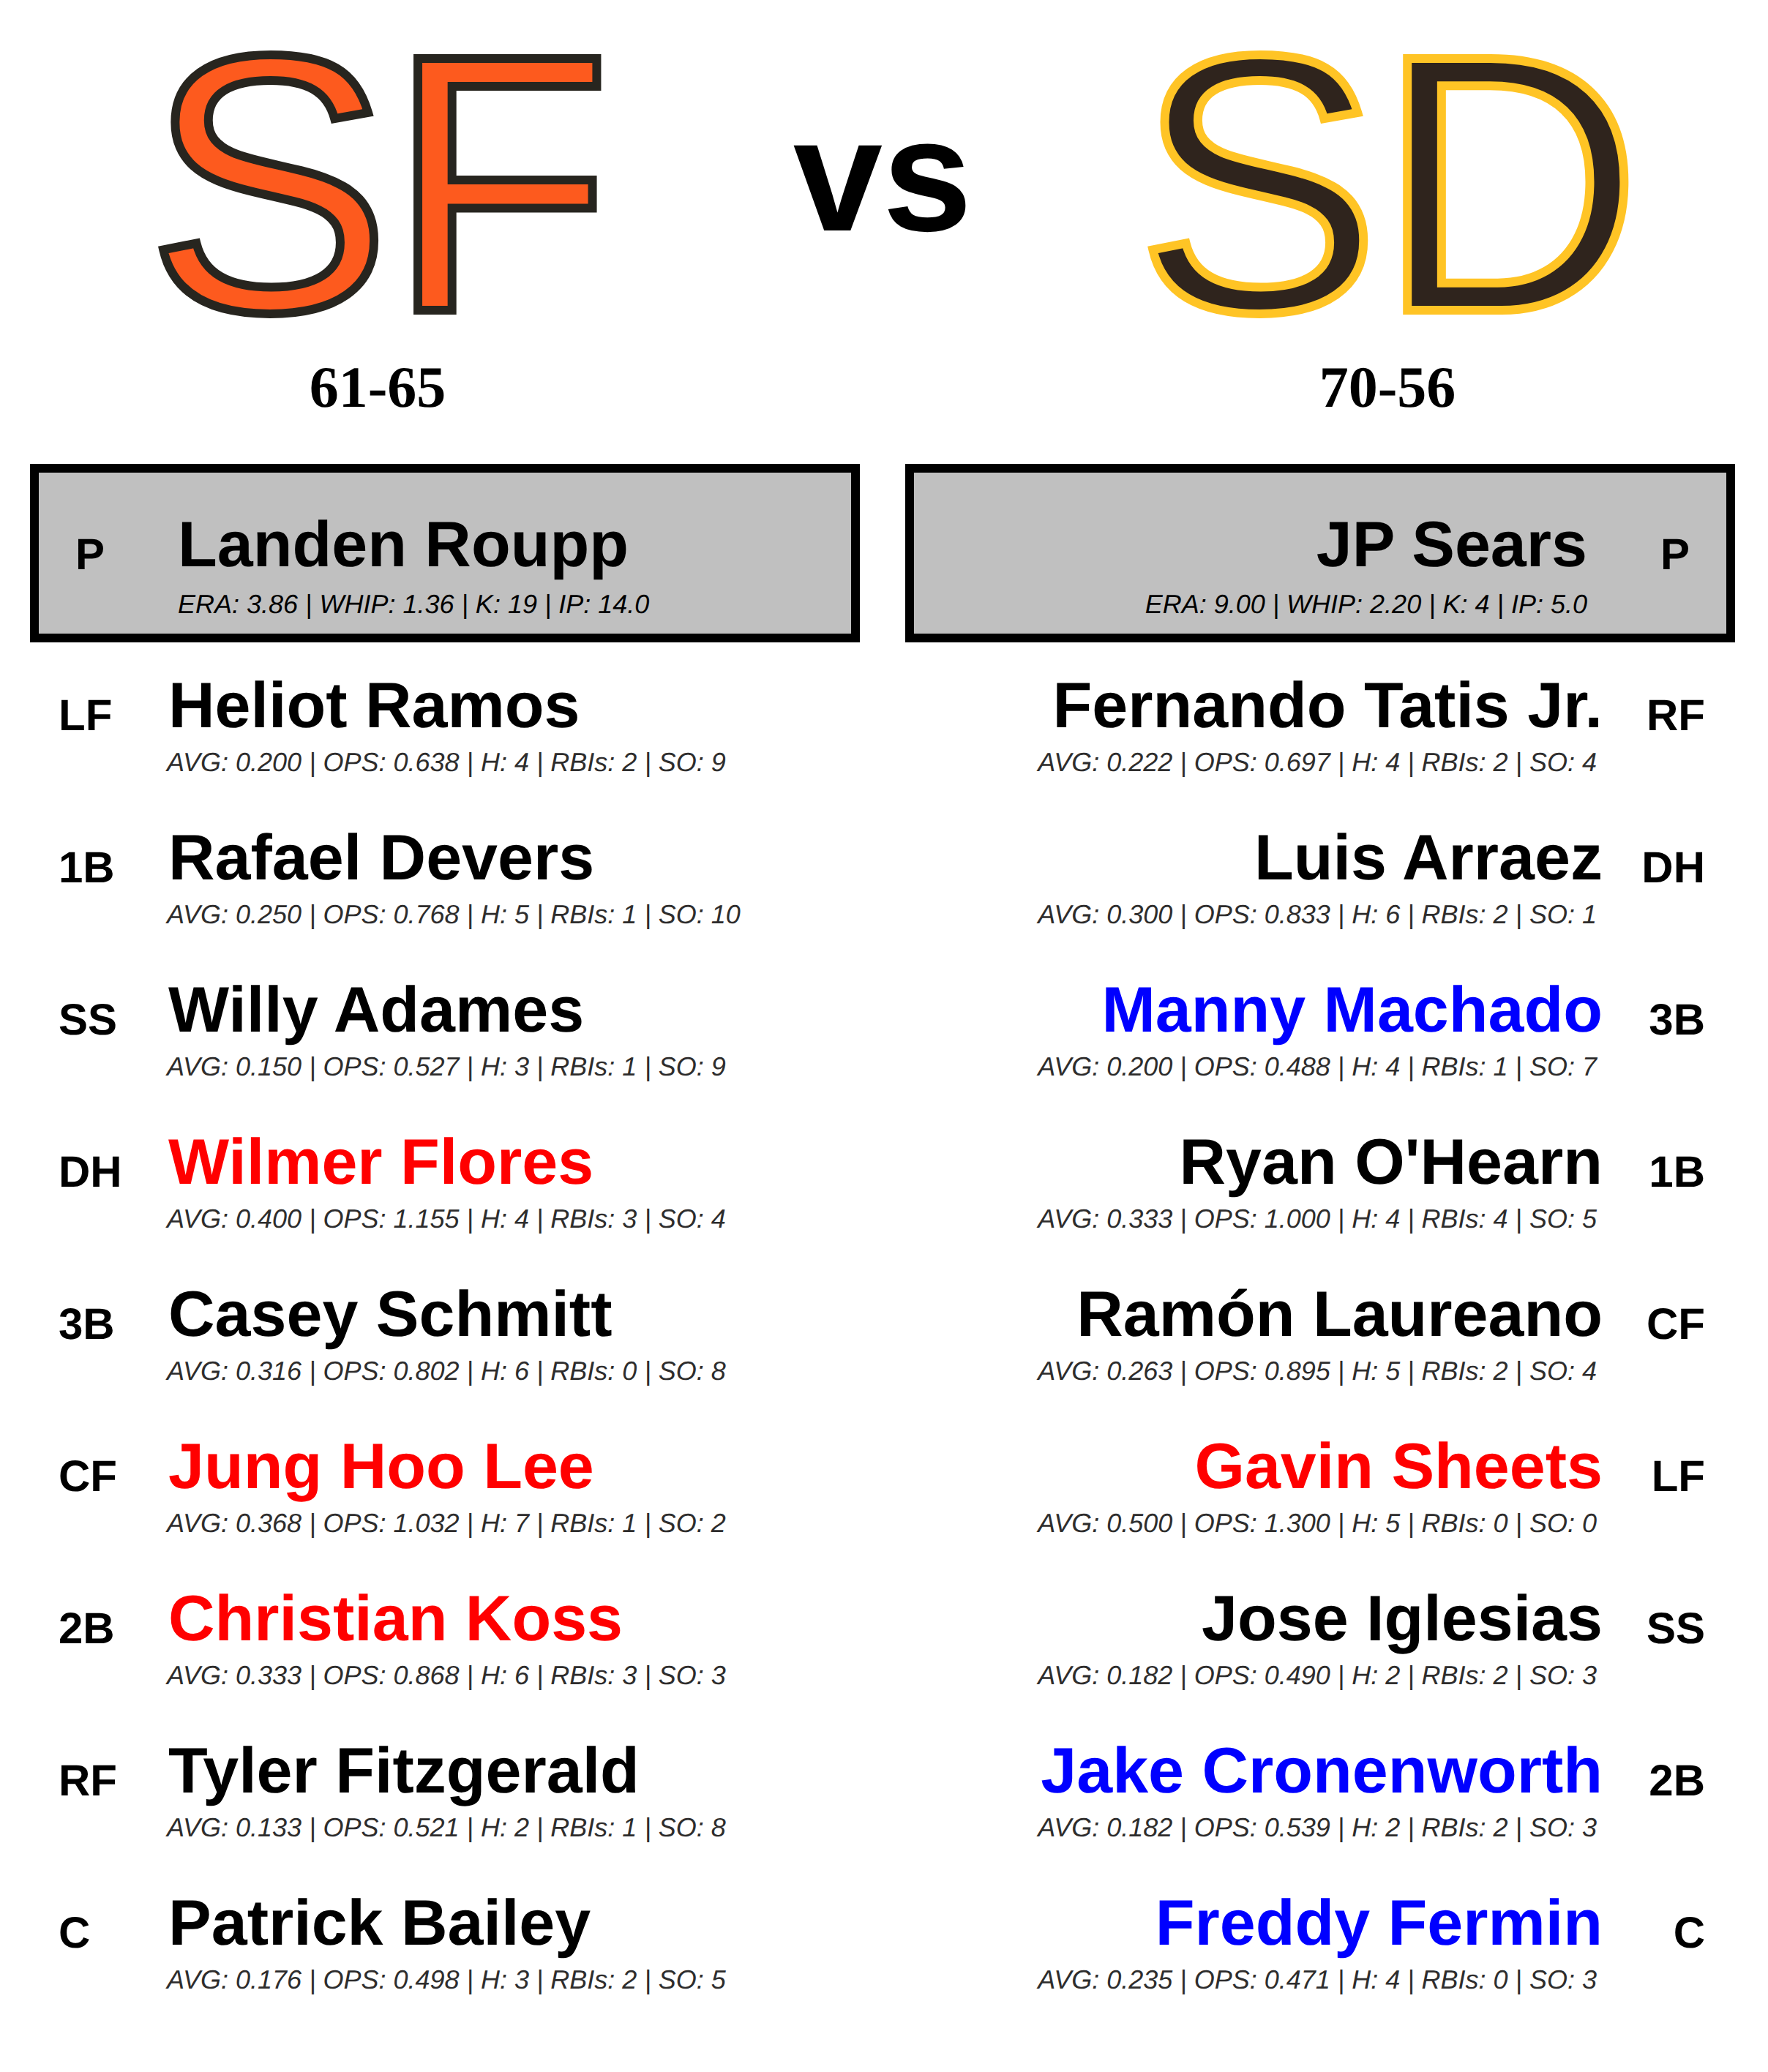 SF vs SD
61-65 70-56
P Landen Roupp
ERA: 3.86 | WHIP: 1.36 | K: 19 | IP: 14.0
JP Sears P
ERA: 9.00 | WHIP: 2.20 | K: 4 | IP: 5.0
LF Heliot Ramos
AVG: 0.200 | OPS: 0.638 | H: 4 | RBIs: 2 | SO: 9
1B Rafael Devers
AVG: 0.250 | OPS: 0.768 | H: 5 | RBIs: 1 | SO: 10
SS Willy Adames
AVG: 0.150 | OPS: 0.527 | H: 3 | RBIs: 1 | SO: 9
DH Wilmer Flores
AVG: 0.400 | OPS: 1.155 | H: 4 | RBIs: 3 | SO: 4
3B Casey Schmitt
AVG: 0.316 | OPS: 0.802 | H: 6 | RBIs: 0 | SO: 8
CF Jung Hoo Lee
AVG: 0.368 | OPS: 1.032 | H: 7 | RBIs: 1 | SO: 2
2B Christian Koss
AVG: 0.333 | OPS: 0.868 | H: 6 | RBIs: 3 | SO: 3
RF Tyler Fitzgerald
AVG: 0.133 | OPS: 0.521 | H: 2 | RBIs: 1 | SO: 8
C Patrick Bailey
AVG: 0.176 | OPS: 0.498 | H: 3 | RBIs: 2 | SO: 5
Fernando Tatis Jr. RF
AVG: 0.222 | OPS: 0.697 | H: 4 | RBIs: 2 | SO: 4
Luis Arraez DH
AVG: 0.300 | OPS: 0.833 | H: 6 | RBIs: 2 | SO: 1
Manny Machado 3B
AVG: 0.200 | OPS: 0.488 | H: 4 | RBIs: 1 | SO: 7
Ryan O'Hearn 1B
AVG: 0.333 | OPS: 1.000 | H: 4 | RBIs: 4 | SO: 5
Ramón Laureano CF
AVG: 0.263 | OPS: 0.895 | H: 5 | RBIs: 2 | SO: 4
Gavin Sheets LF
AVG: 0.500 | OPS: 1.300 | H: 5 | RBIs: 0 | SO: 0
Jose Iglesias SS
AVG: 0.182 | OPS: 0.490 | H: 2 | RBIs: 2 | SO: 3
Jake Cronenworth 2B
AVG: 0.182 | OPS: 0.539 | H: 2 | RBIs: 2 | SO: 3
Freddy Fermin C
AVG: 0.235 | OPS: 0.471 | H: 4 | RBIs: 0 | SO: 3